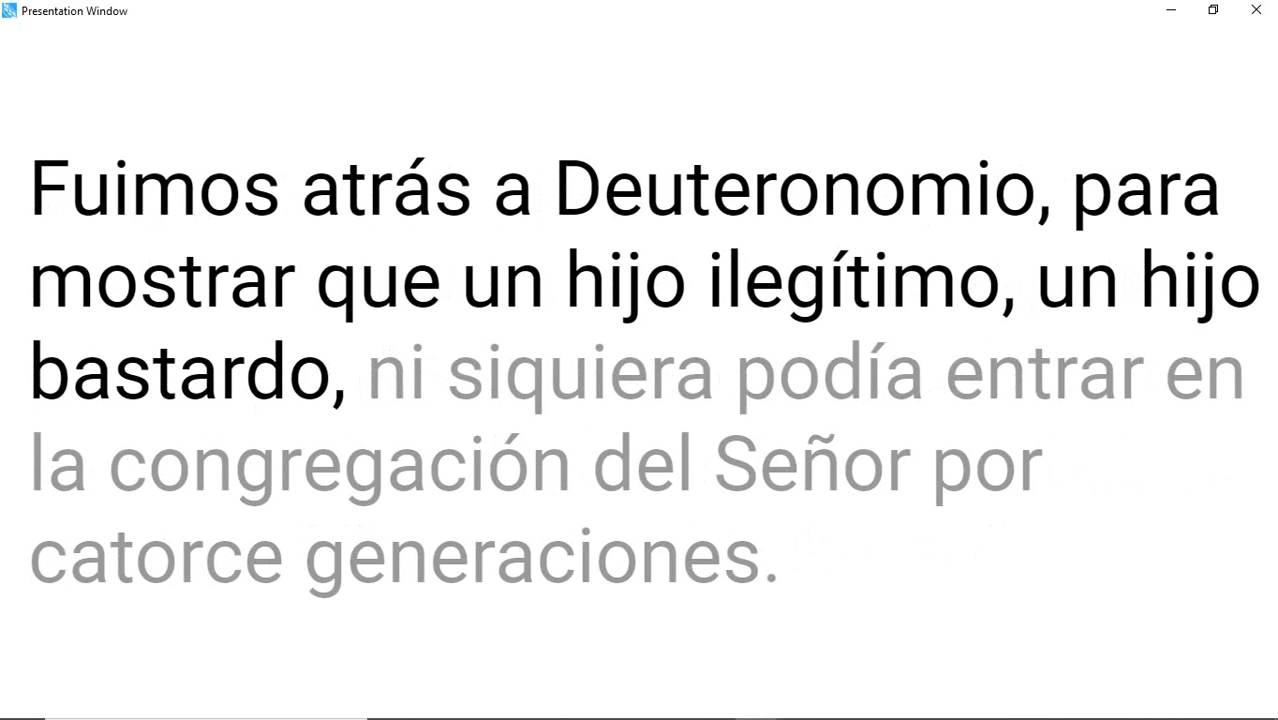 Presentation Window
Fuimos atrás a Deuteronomio, para
mostrar que un hijo ilegítimo, un hijo
bastardo, ni siquiera podía entrar en
la congregación del Señor por
catorce generaciones.